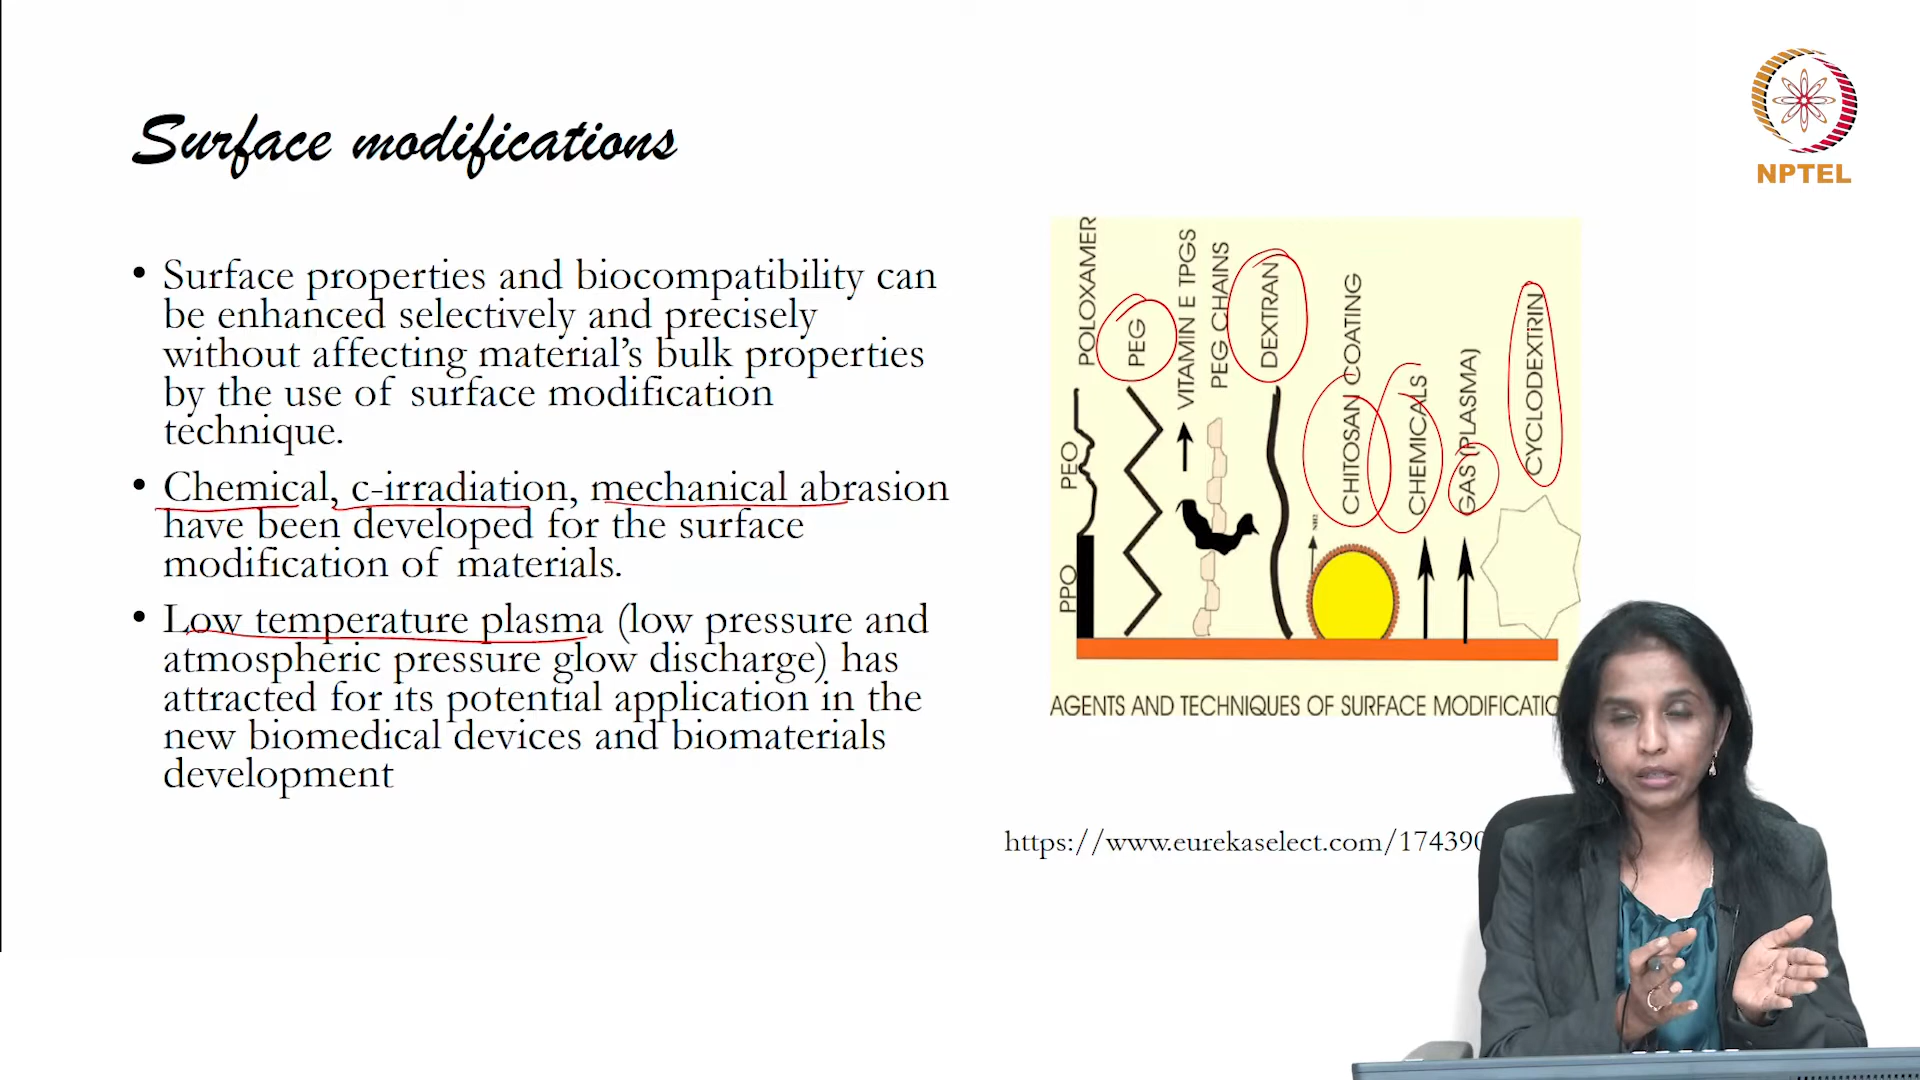 Surface modifications
NPTEL
• Surface properties and biocompatibility can
be enhanced selectively and precisely
without affecting material's bulk properties
by the use of surface modification
technique.
• Chemical, c-irradiation, mechanical abrasion
have been developed for the surface
modification of materials.
• Low temperature plasma (low pressure and
atmospheric pressure glow discharge) has
attracted for its potential application in the
new biomedical devices and biomaterials
development
POLOXAMER
PEO
PPO
PEG
VITAMIN E TPGS
PEG CHAINS
DEXTRAN
NH2
CHITOSAN COATING
CHEMICALS
GAS (PLASMA)
CYCLODEXTRIN
AGENTS AND TECHNIQUES OF SURFACE MODIFICATIO
https://www.eurekaselect.com/174390